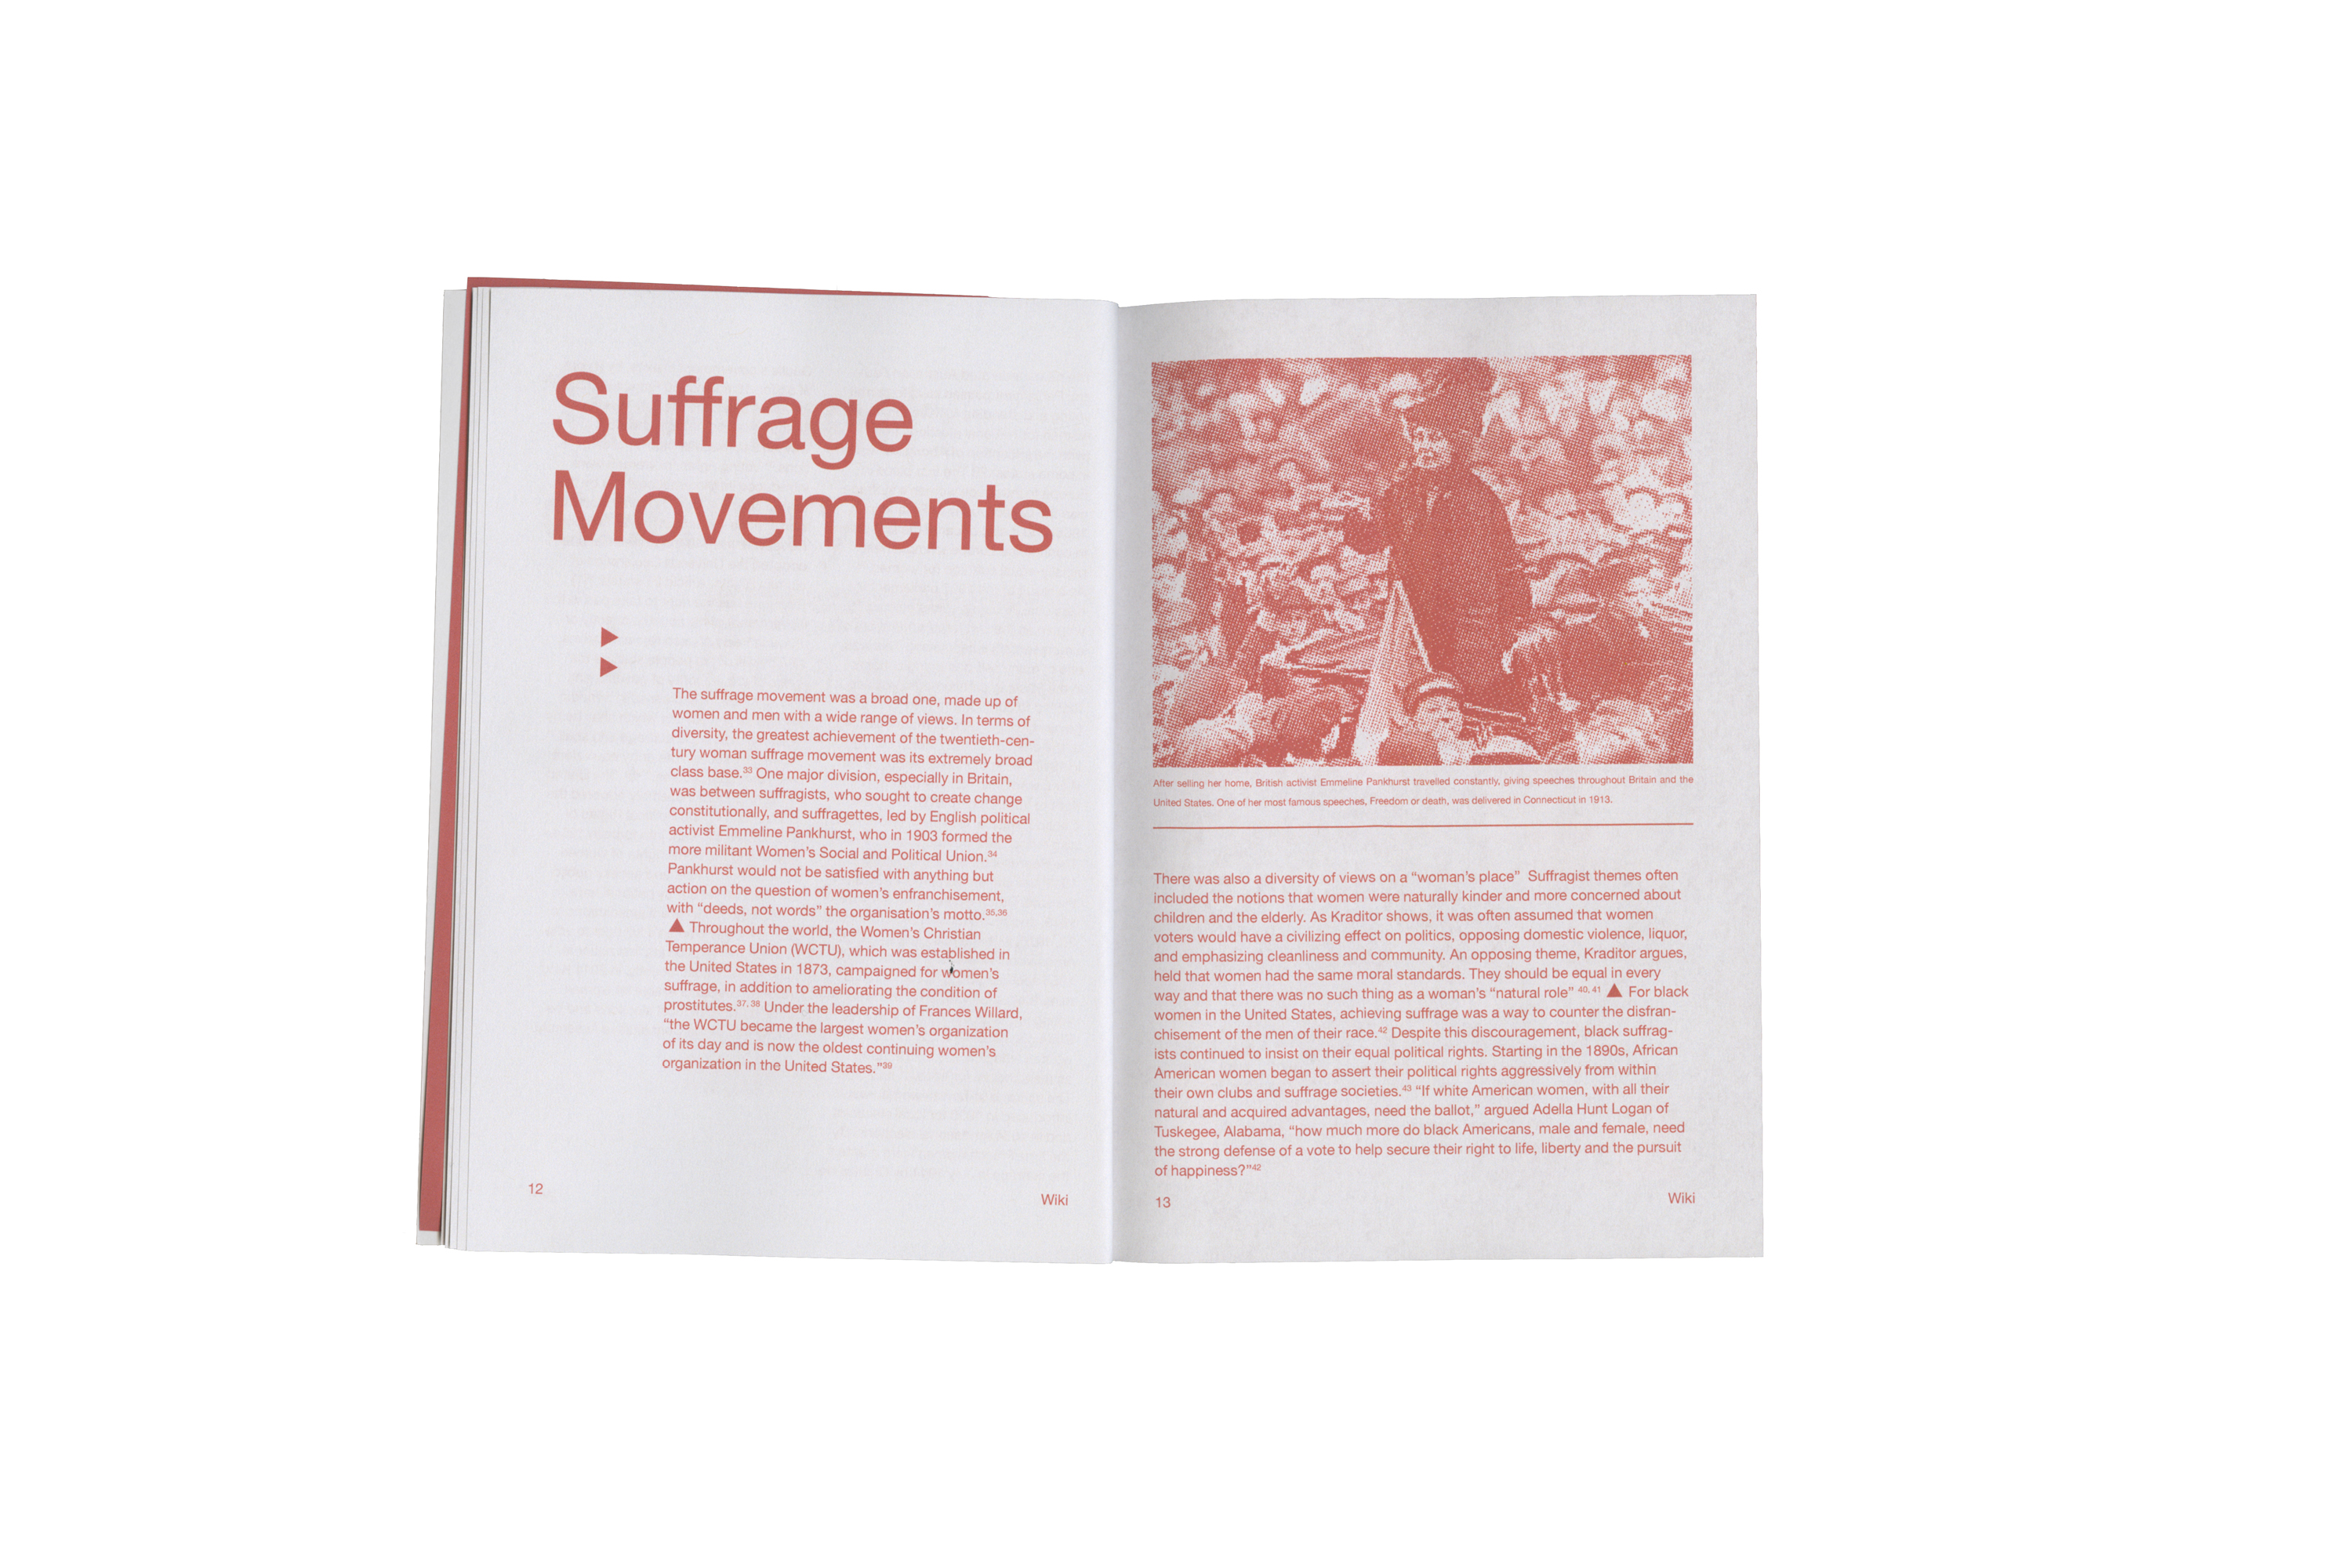 Suffrage
Movements
The suffrage movement was a broad one, made up of
women and men with a wide range of views. In terms of
diversity, the greatest achievement of the twentieth-cen-
tury woman suffrage movement was its extremely broad
class base.³³ One major division, especially in Britain,
was between suffragists, who sought to create change
constitutionally, and suffragettes, led by English political
activist Emmeline Pankhurst, who in 1903 formed the
more militant Women’s Social and Political Union.³⁴
Pankhurst would not be satisfied with anything but
action on the question of women’s enfranchisement,
with “deeds, not words” the organisation’s motto.³⁵,³⁶
▲ Throughout the world, the Women’s Christian
Temperance Union (WCTU), which was established in
the United States in 1873, campaigned for women’s
suffrage, in addition to ameliorating the condition of
prostitutes.³⁷, ³⁸ Under the leadership of Frances Willard,
“the WCTU became the largest women’s organization
of its day and is now the oldest continuing women’s
organization in the United States.”³⁹
12
Wiki
After selling her home, British activist Emmeline Pankhurst travelled constantly, giving speeches throughout Britain and the
United States. One of her most famous speeches, Freedom or death, was delivered in Connecticut in 1913.
There was also a diversity of views on a “woman’s place” Suffragist themes often
included the notions that women were naturally kinder and more concerned about
children and the elderly. As Kraditor shows, it was often assumed that women
voters would have a civilizing effect on politics, opposing domestic violence, liquor,
and emphasizing cleanliness and community. An opposing theme, Kraditor argues,
held that women had the same moral standards. They should be equal in every
way and that there was no such thing as a woman’s “natural role” ⁴⁰, ⁴¹ ▲ For black
women in the United States, achieving suffrage was a way to counter the disfran-
chisement of the men of their race.⁴² Despite this discouragement, black suffrag-
ists continued to insist on their equal political rights. Starting in the 1890s, African
American women began to assert their political rights aggressively from within
their own clubs and suffrage societies.⁴³ “If white American women, with all their
natural and acquired advantages, need the ballot,” argued Adella Hunt Logan of
Tuskegee, Alabama, “how much more do black Americans, male and female, need
the strong defense of a vote to help secure their right to life, liberty and the pursuit
of happiness?”⁴²
13
Wiki